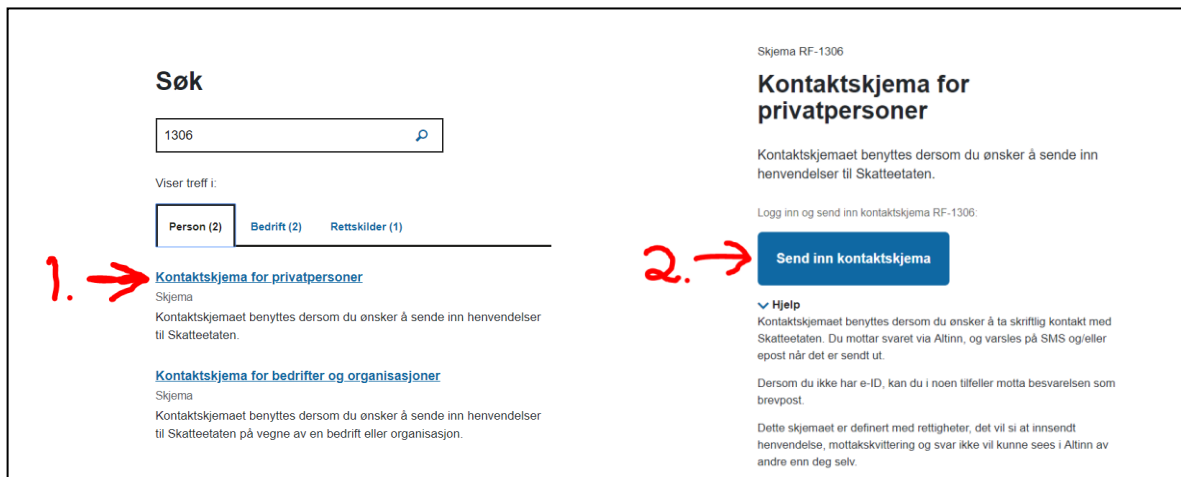 Søk
1306
Viser treff i:
Person (2) Bedrift (2) Rettskilder (1)
1.
Kontaktskjema for privatpersoner
Skjema
Kontaktskjemaet benyttes dersom du ønsker å sende inn henvendelser
til Skatteetaten.
Kontaktskjema for bedrifter og organisasjoner
Skjema
Kontaktskjemaet benyttes dersom du ønsker å sende inn henvendelser
til Skatteetaten på vegne av en bedrift eller organisasjon.
Skjema RF-1306
Kontaktskjema for
privatpersoner
Kontaktskjemaet benyttes dersom du ønsker å sende inn
henvendelser til Skatteetaten.
Logg inn og send inn kontaktskjema RF-1306:
2.
Send inn kontaktskjema
Hjelp
Kontaktskjemaet benyttes dersom du ønsker å ta skriftlig kontakt med
Skatteetaten. Du mottar svaret via Altinn, og varsles på SMS og/eller
epost når det er sendt ut.
Dersom du ikke har e-ID, kan du i noen tilfeller motta besvarelsen som
brevpost.
Dette skjemaet er definert med rettigheter, det vil si at innsendt
henvendelse, mottakskvittering og svar ikke vil kunne sees i Altinn av
andre enn deg selv.